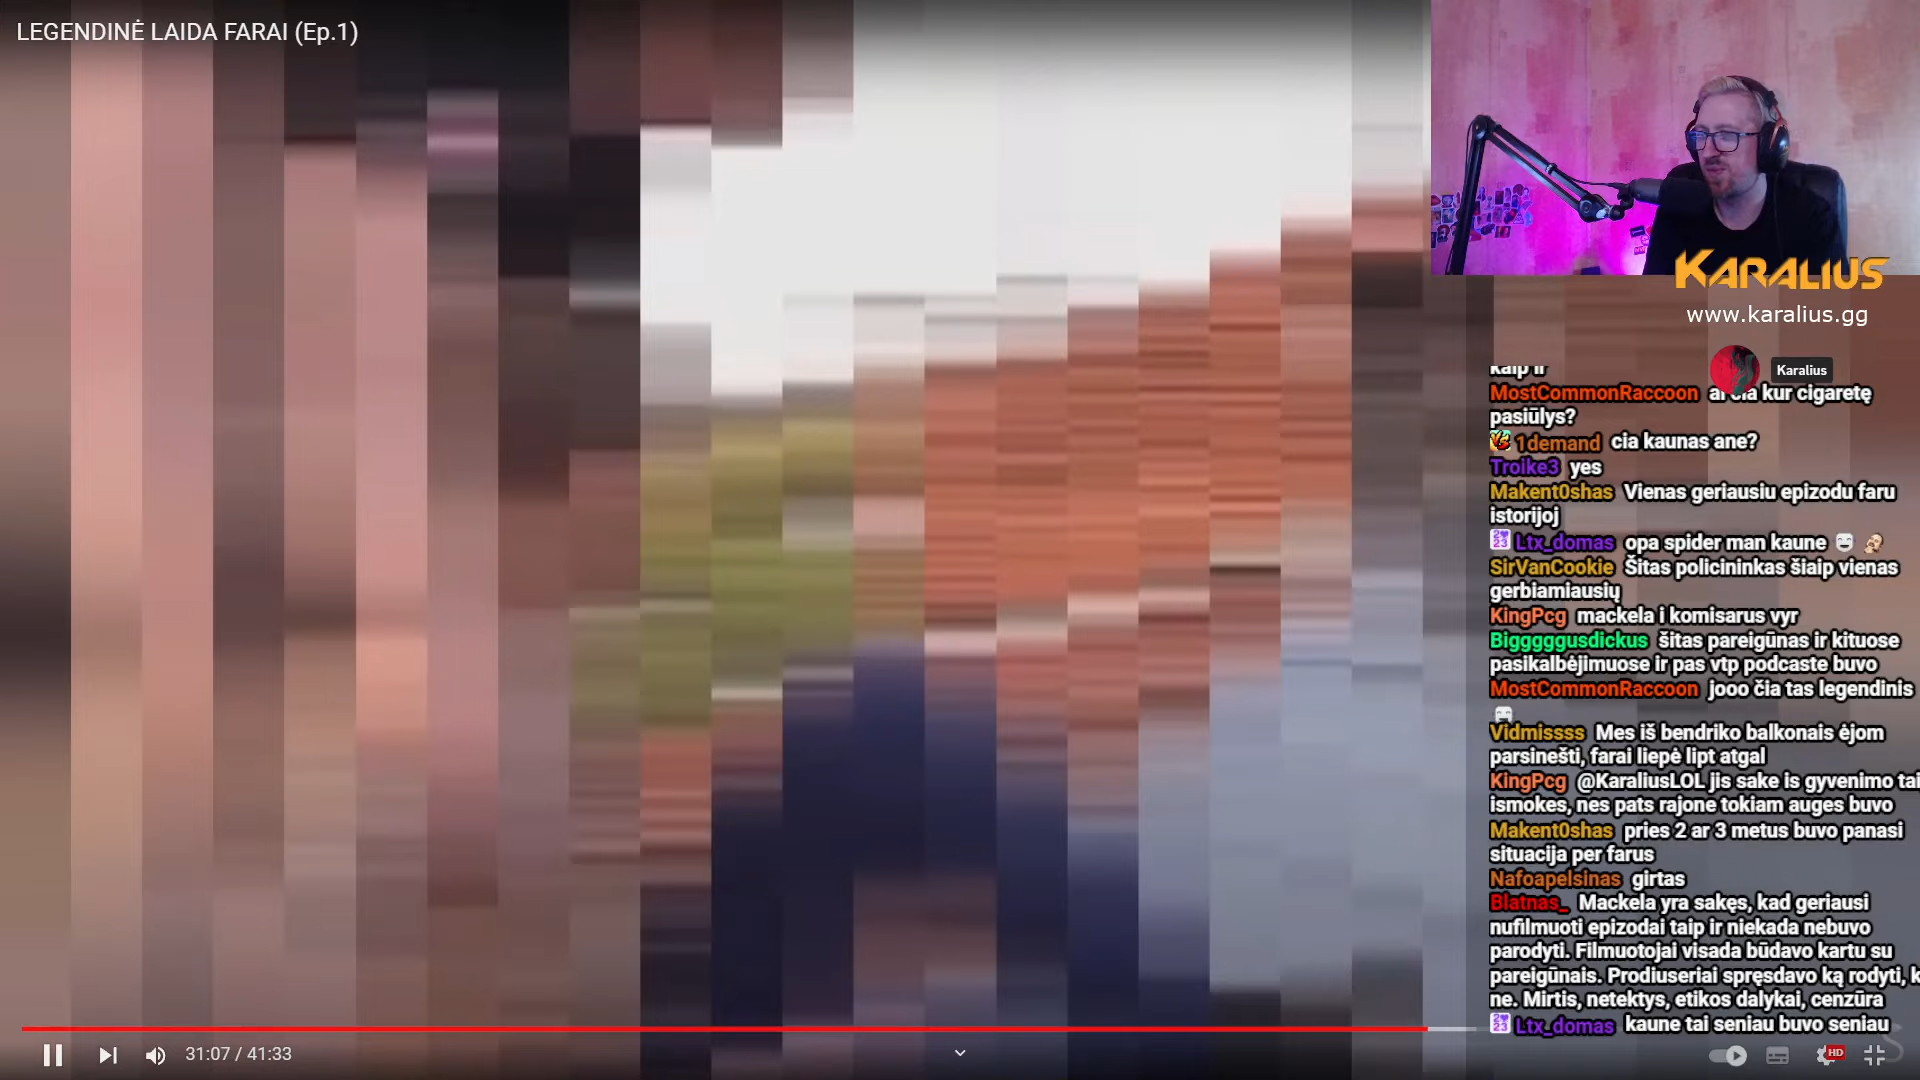 LEGENDINĖ LAIDA FARAI (Ep.1)
KARALIUS
www.karalius.gg
Karalius
kaip ir
MostCommonRaccoon ar čia kur cigaretę
pasiūlys?
1demand cia kaunas ane?
Troike3 yes
Makent0shas Vienas geriausiu epizodu faru
istorijoj
Ltx_domas opa spider man kaune
SirVanCookie Šitas policininkas šiaip vienas
gerbiamiausių
KingPcg mackela i komisarus vyr
Bigggggusdickus šitas pareigūnas ir kituose
pasikalbėjimuose ir pas vtp podcaste buvo
MostCommonRaccoon jooo čia tas legendinis
Vidmissss Mes iš bendriko balkonais ėjom
parsinešti, farai liepė lipt atgal
KingPcg @KaraliusLOL jis sake is gyvenimo tai
ismokes, nes pats rajone tokiam auges buvo
Makent0shas pries 2 ar 3 metus buvo panasi
situacija per farus
Nafoapelsinas girtas
Blatnas_ Mackela yra sakęs, kad geriausi
nufilmuoti epizodai taip ir niekada nebuvo
parodyti. Filmuotojai visada būdavo kartu su
pareigūnais. Prodiuseriai spręsdavo ką rodyti, k
ne. Mirtis, netektys, etikos dalykai, cenzūra
Ltx_domas kaune tai seniau buvo seniau
31:07 / 41:33
HD